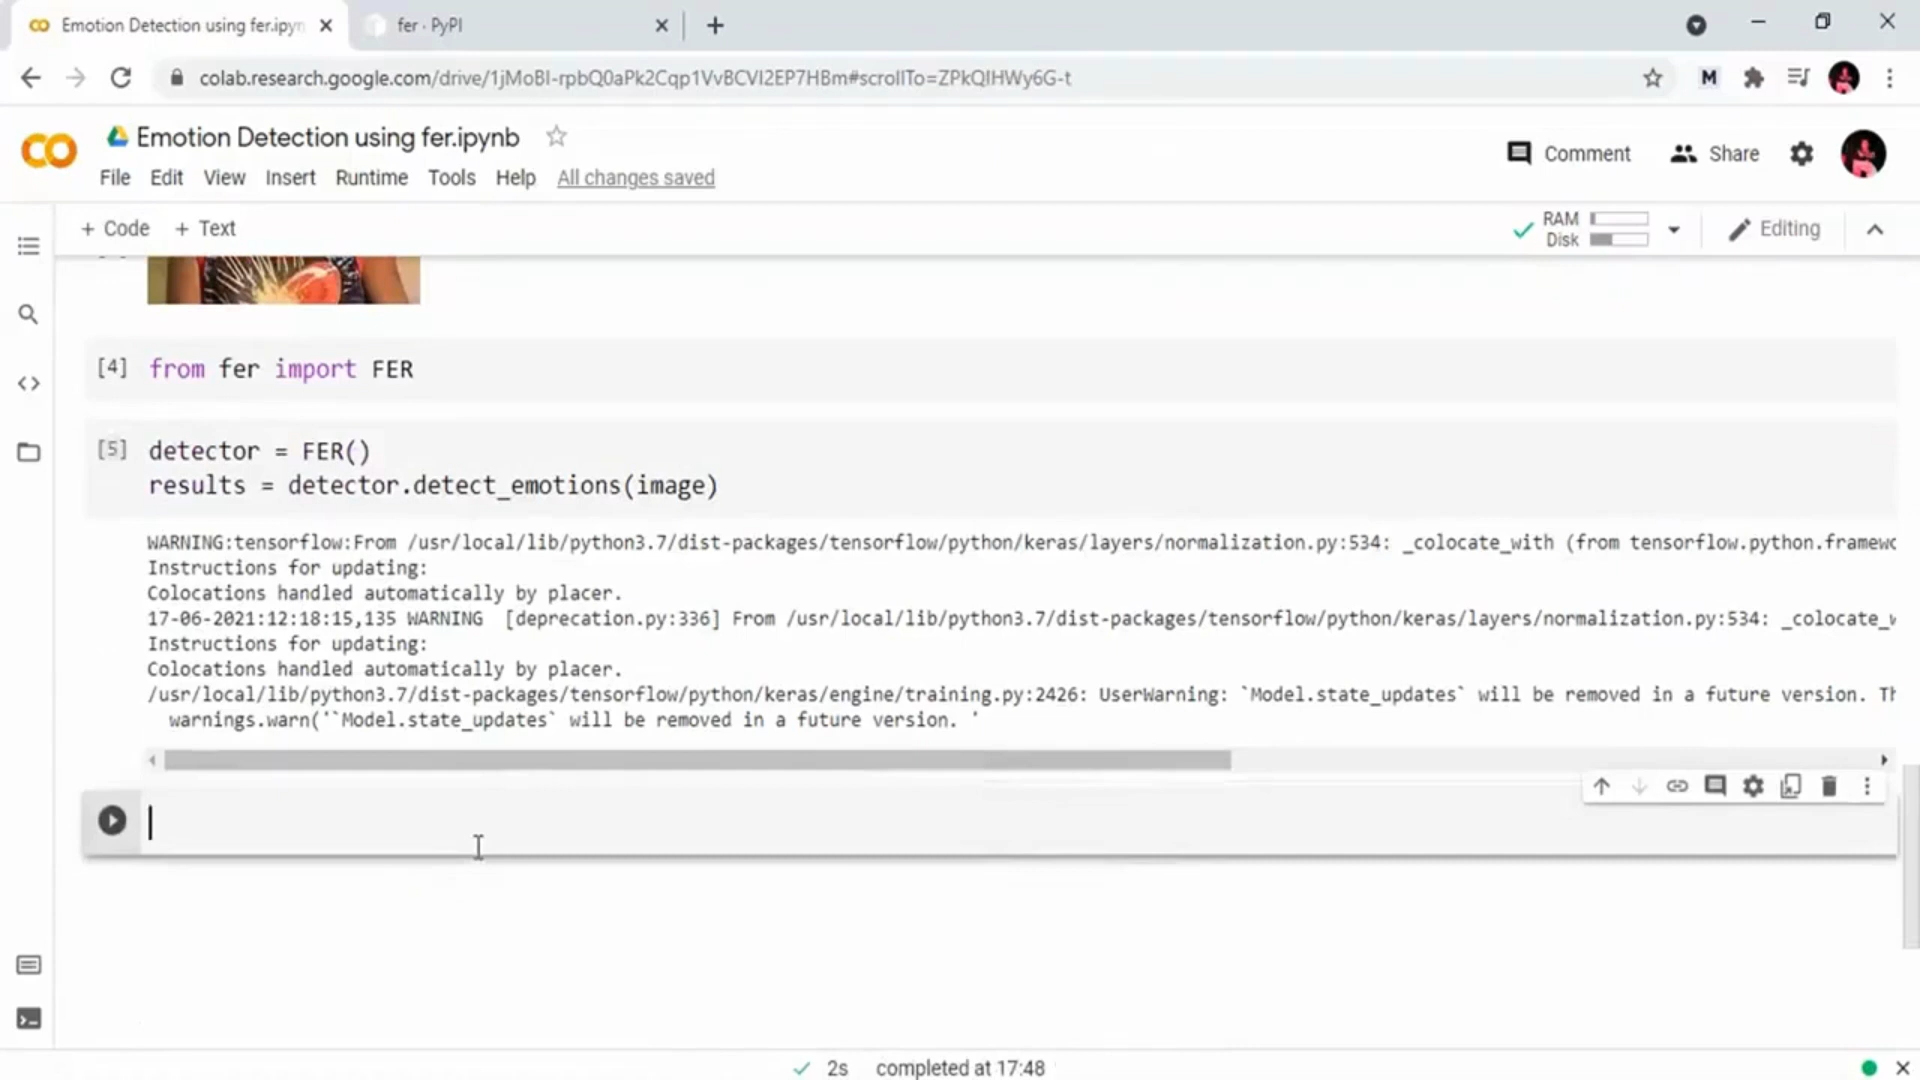 Emotion Detection using fer.ipyn
fer · PyPI
colab.research.google.com/drive/1jMoBI-rpbQ0aPk2Cqp1VvBCVI2EP7HBm#scrollTo=ZPkQIHWy6G-t
M
CO
Emotion Detection using fer.ipynb
Comment
Share
File Edit View Insert Runtime Tools Help All changes saved
+ Code + Text
RAM
Disk
Editing
[4] from fer import FER
[5] detector = FER()
results = detector.detect_emotions(image)
WARNING:tensorflow:From /usr/local/lib/python3.7/dist-packages/tensorflow/python/keras/layers/normalization.py:534: _colocate_with (from tensorflow.python.framewo
Instructions for updating:
Colocations handled automatically by placer.
17-06-2021:12:18:15,135 WARNING [deprecation.py:336] From /usr/local/lib/python3.7/dist-packages/tensorflow/python/keras/layers/normalization.py:534: _colocate_w
Instructions for updating:
Colocations handled automatically by placer.
/usr/local/lib/python3.7/dist-packages/tensorflow/python/keras/engine/training.py:2426: UserWarning: `Model.state_updates` will be removed in a future version. Th
warnings.warn('`Model.state_updates` will be removed in a future version. '
2s completed at 17:48